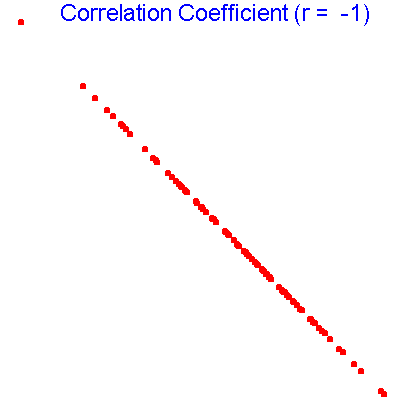 Correlation Coefficient (r = -1)